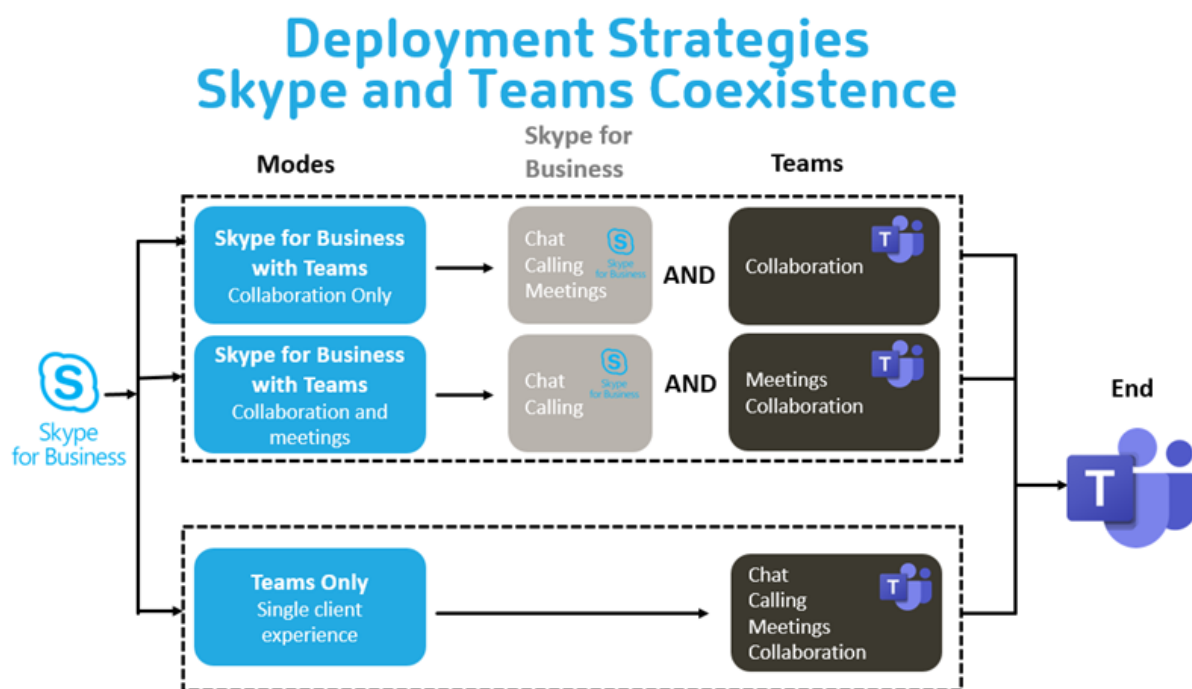 Deployment Strategies
Skype and Teams Coexistence
Modes
Skype for
Business
Teams
Skype for Business
with Teams
Collaboration Only
Chat
Calling
Meetings
S
Skype
for Business
AND
Collaboration
T
Skype for Business
with Teams
Collaboration and
meetings
Chat
Calling
S
Skype
for Business
AND
Meetings
Collaboration
T
S
Skype
for Business
End
T
Teams Only
Single client
experience
Chat
Calling
Meetings
Collaboration
T